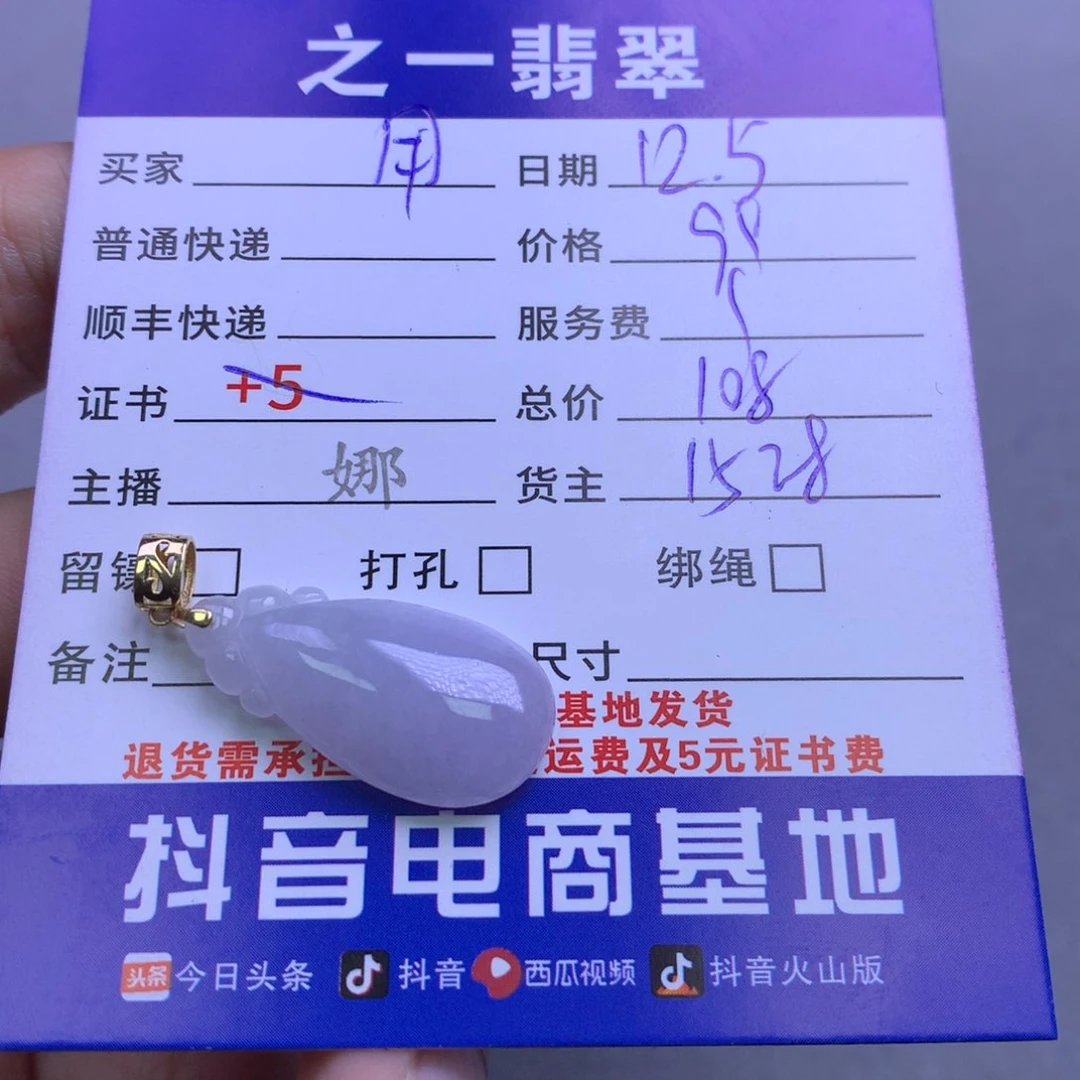 之一翡翠
买家 用 日期 12.5
普通快递 价格 98
顺丰快递 服务费 5
证书 +5 总价 108
主播 娜 货主 1528
留镶 打孔 绑绳
备注 尺寸
基地发货
退货需承担 运费及5元证书费
抖音电商基地
头条 今日头条 抖音 西瓜视频 抖音火山版